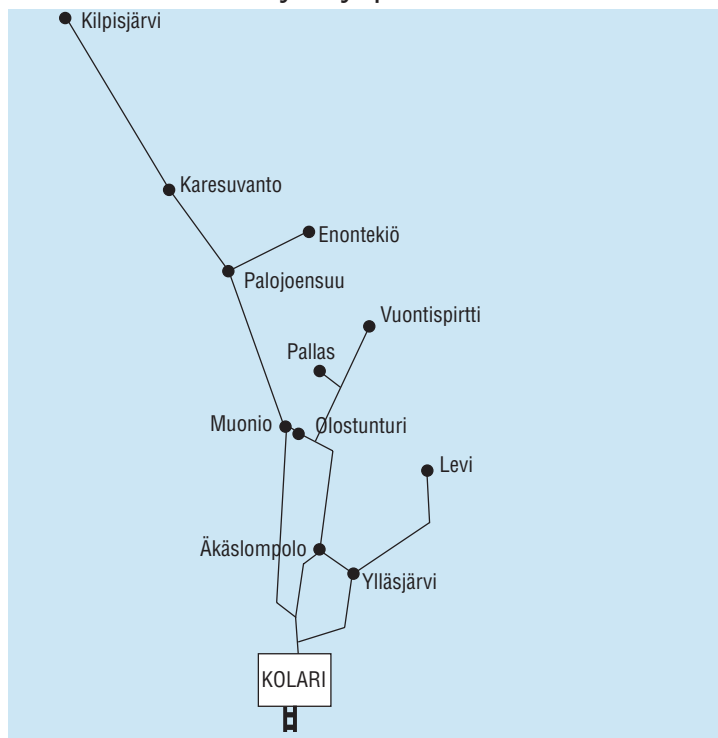 Kilpisjärvi
Karesuvanto
Enontekiö
Palojoensuu
Vuontispirtti
Pallas
Muonio
Olostunturi
Levi
Äkäslompolo
Ylläsjärvi
KOLARI